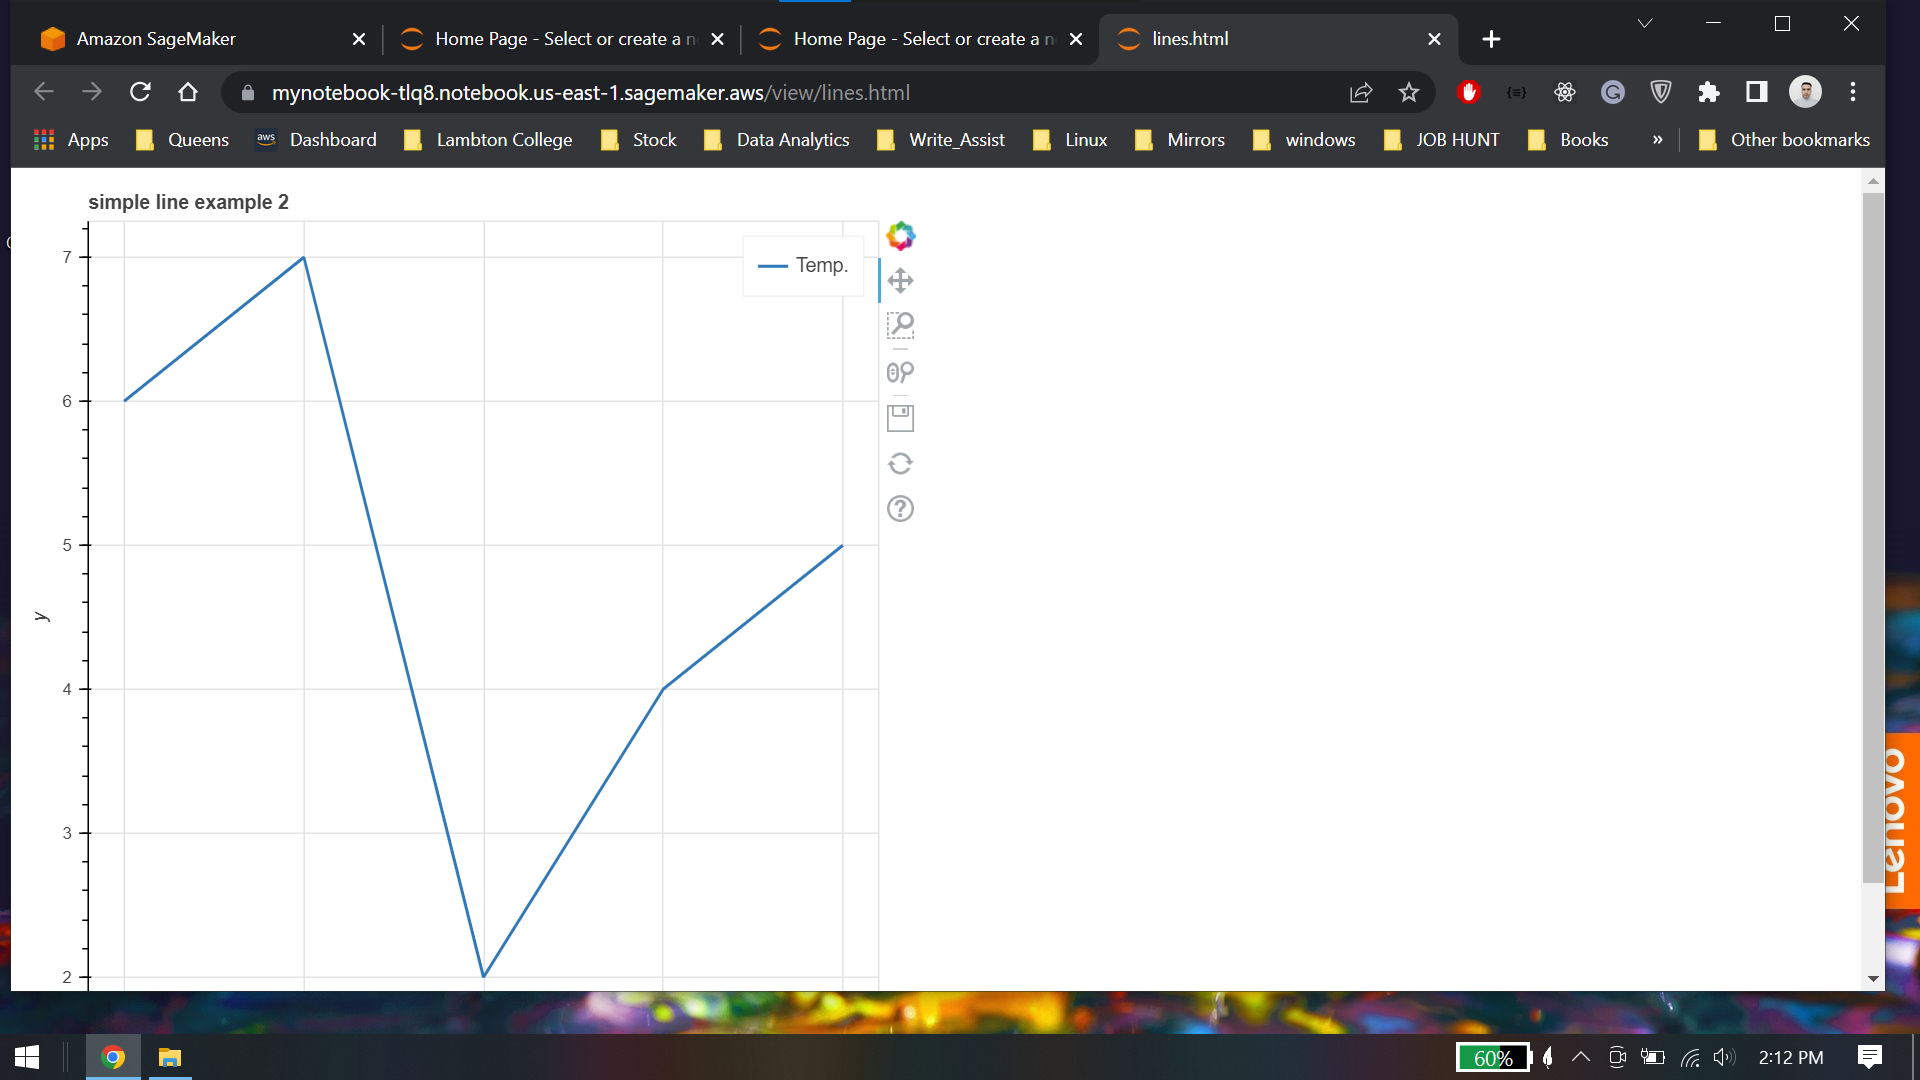 Amazon SageMaker
Home Page - Select or create a n
Home Page - Select or create a n
lines.html
mynotebook-tlq8.notebook.us-east-1.sagemaker.aws/view/lines.html
Apps Queens aws Dashboard Lambton College Stock Data Analytics Write_Assist Linux Mirrors windows JOB HUNT Books » Other bookmarks
simple line example 2
Temp.
7
6
5
y
4
3
2
Lenovo
60% 2:12 PM